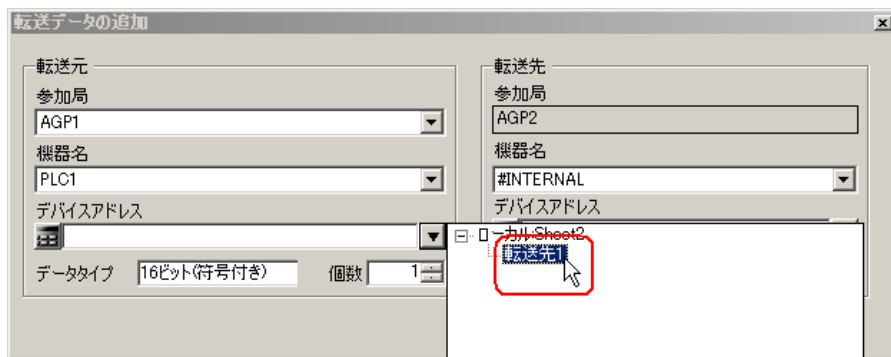 転送データの追加
転送元
参加局
AGP1
機器名
PLC1
デバイスアドレス
データタイプ 16ビット(符号付き) 個数 1
転送先
参加局
AGP2
機器名
#INTERNAL
デバイスアドレス
ローカル:Sheet2
転送先1